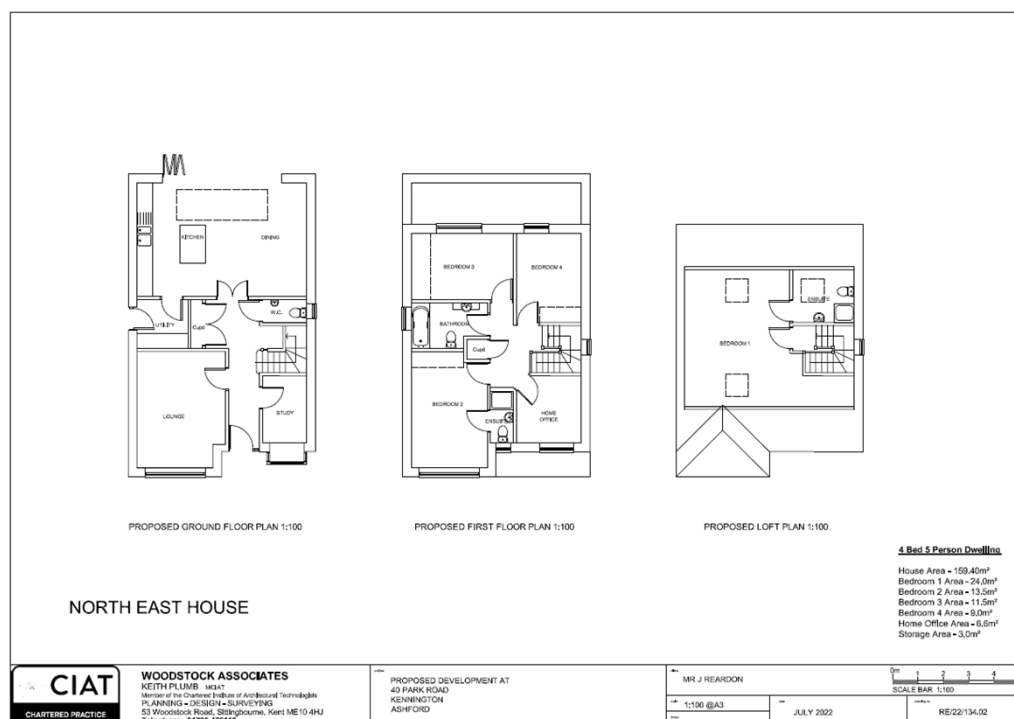 KITCHEN
DINING
W.C.
UTILITY
Cupd
LOUNGE
STUDY
PROPOSED GROUND FLOOR PLAN 1:100
BEDROOM 3
BEDROOM 4
BATHROOM
Cupd
BEDROOM 2
ENSUITE
HOME
OFFICE
PROPOSED FIRST FLOOR PLAN 1:100
ENSUITE
BEDROOM 1
PROPOSED LOFT PLAN 1:100
4 Bed 5 Person Dwelling
House Area - 159.40m²
Bedroom 1 Area - 24.0m²
Bedroom 2 Area - 13.5m²
Bedroom 3 Area - 11.5m²
Bedroom 4 Area - 9.0m²
Home Office Area - 6.6m²
Storage Area - 3.0m²
NORTH EAST HOUSE
CIAT
CHARTERED PRACTICE
WOODSTOCK ASSOCIATES
KEITH PLUMB MCIAT
Member of the Chartered Institute of Architectural Technologists
PLANNING - DESIGN - SURVEYING
53 Woodstock Road, Sittingbourne, Kent ME10 4HJ
PROPOSED DEVELOPMENT AT
40 PARK ROAD
KENNINGTON
ASHFORD
MR J REARDON
0m 1 2 3 4
SCALE BAR 1:100
1:100 @A3
JULY 2022
RE/22/134.02